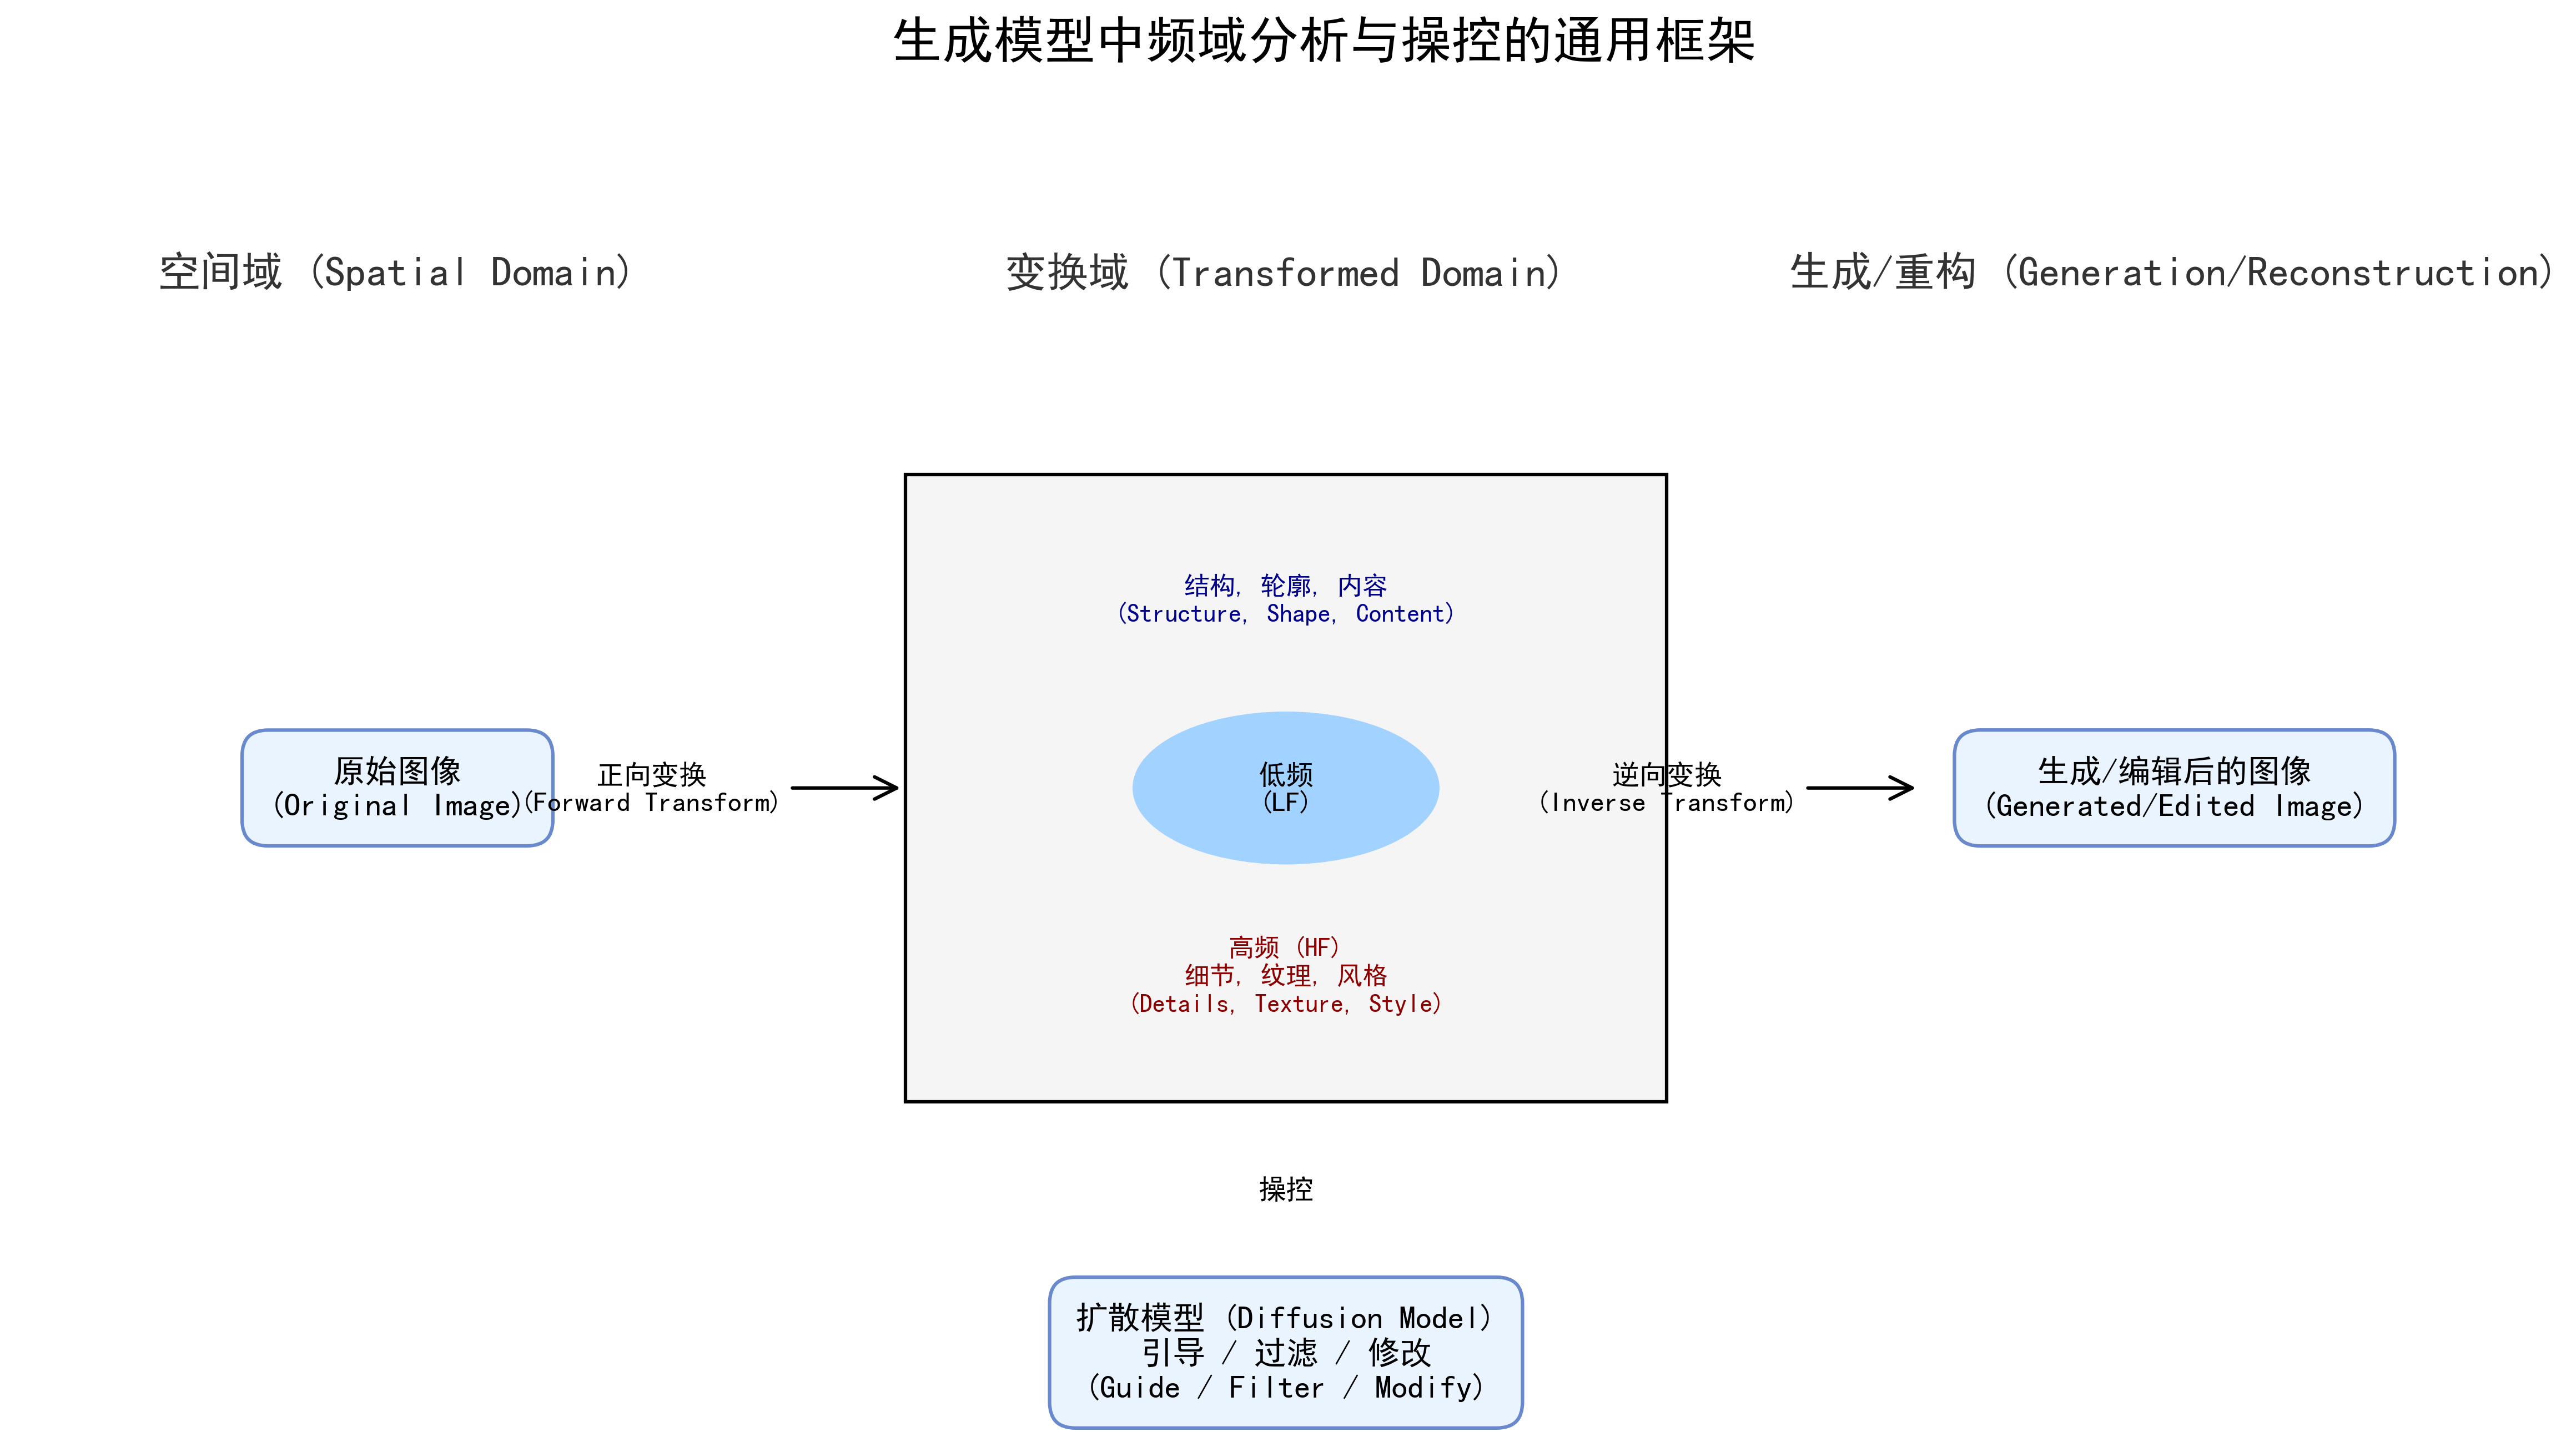 生成模型中频域分析与操控的通用框架
空间域 (Spatial Domain)
变换域 (Transformed Domain)
生成/重构 (Generation/Reconstruction)
结构, 轮廓, 内容
(Structure, Shape, Content)
原始图像
(Original Image)
正向变换
(Forward Transform)
低频
(LF)
逆向变换
(Inverse Transform)
生成/编辑后的图像
(Generated/Edited Image)
高频 (HF)
细节, 纹理, 风格
(Details, Texture, Style)
操控
扩散模型 (Diffusion Model)
引导 / 过滤 / 修改
(Guide / Filter / Modify)